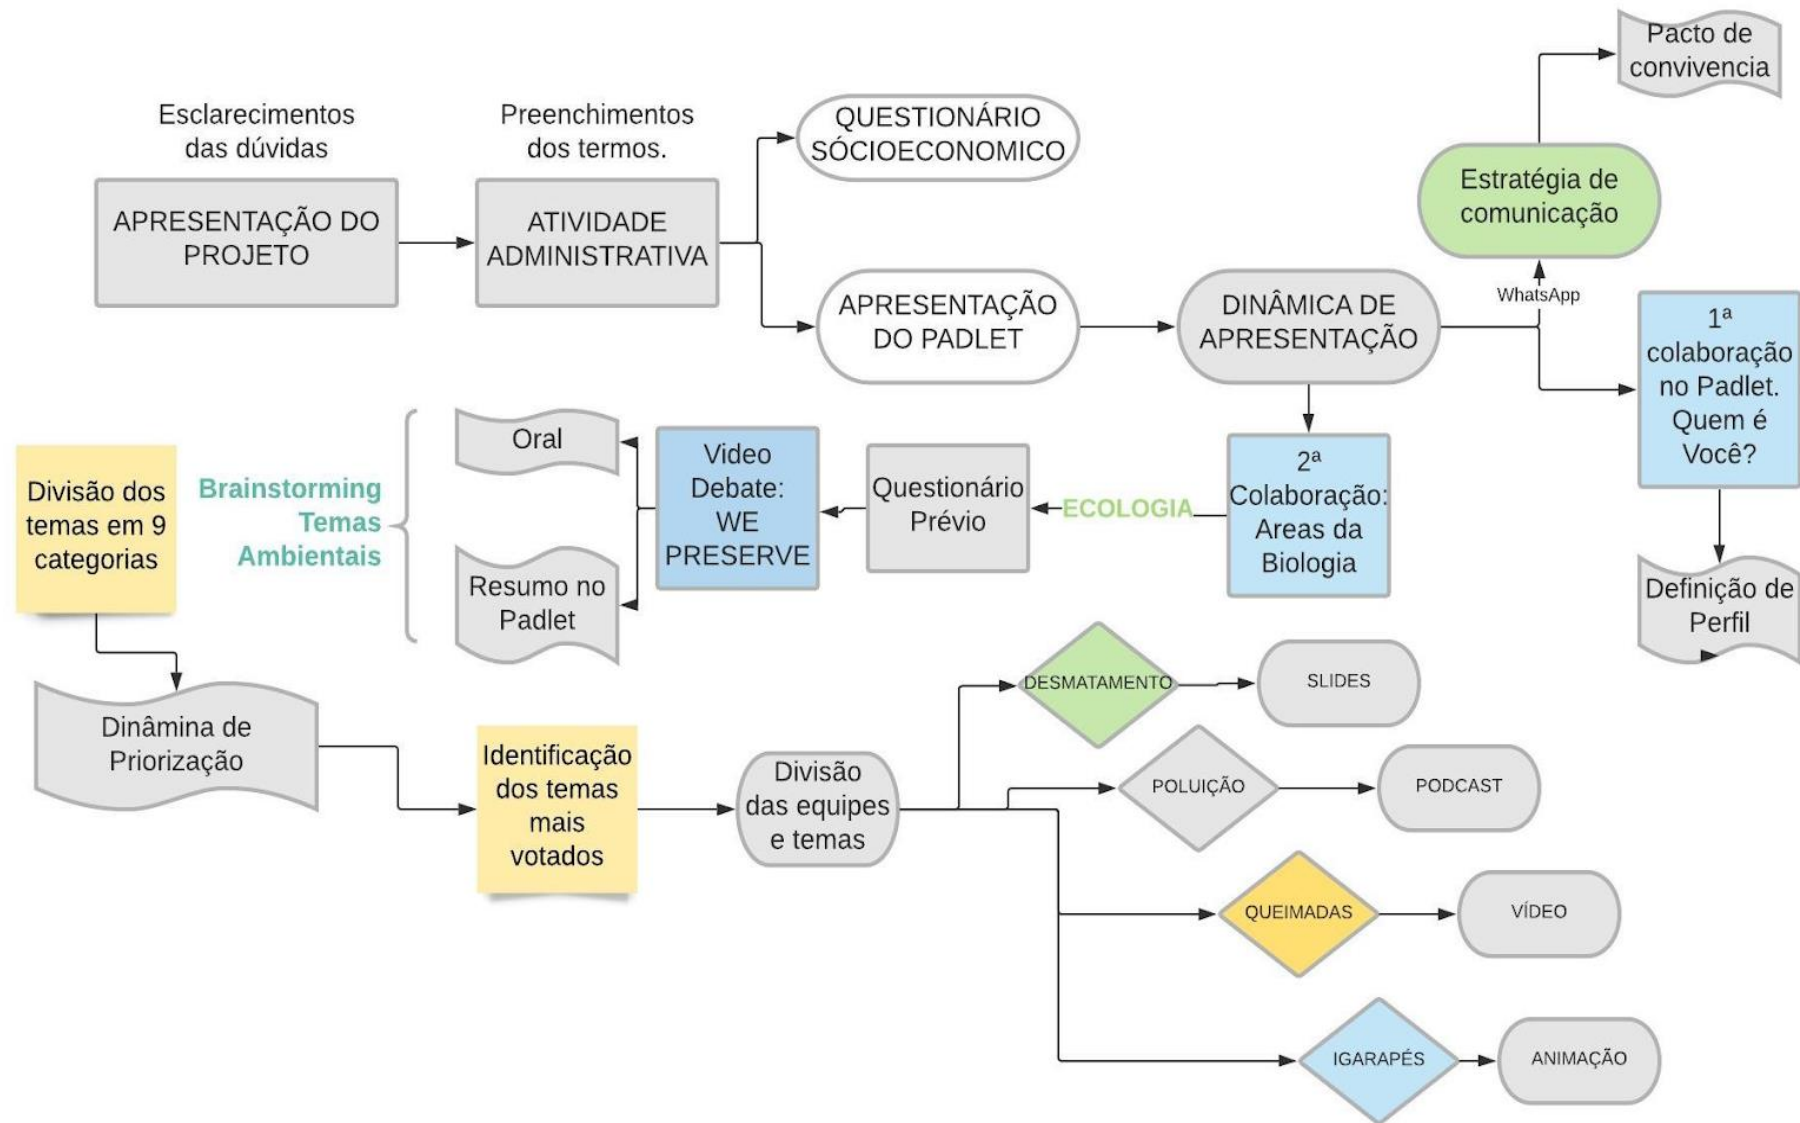 Pacto de
convivencia
Esclarecimentos
das dúvidas
Preenchimentos
dos termos.
QUESTIONÁRIO
SÓCIOECONOMICO
Estratégia de
comunicação
APRESENTAÇÃO DO
PROJETO
ATIVIDADE
ADMINISTRATIVA
WhatsApp
APRESENTAÇÃO
DO PADLET
DINÂMICA DE
APRESENTAÇÃO
1ª
colaboração
no Padlet.
Quem é
Você?
Divisão dos
temas em 9
categorias
Brainstorming
Temas
Ambientais
Oral
Resumo no
Padlet
Video
Debate:
WE
PRESERVE
Questionário
Prévio
ECOLOGIA
2ª
Colaboração:
Areas da
Biologia
Definição de
Perfil
Dinâmina de
Priorização
Identificação
dos temas
mais
votados
Divisão
das equipes
e temas
DESMATAMENTO
SLIDES
POLUIÇÃO
PODCAST
QUEIMADAS
VÍDEO
IGARAPÉS
ANIMAÇÃO